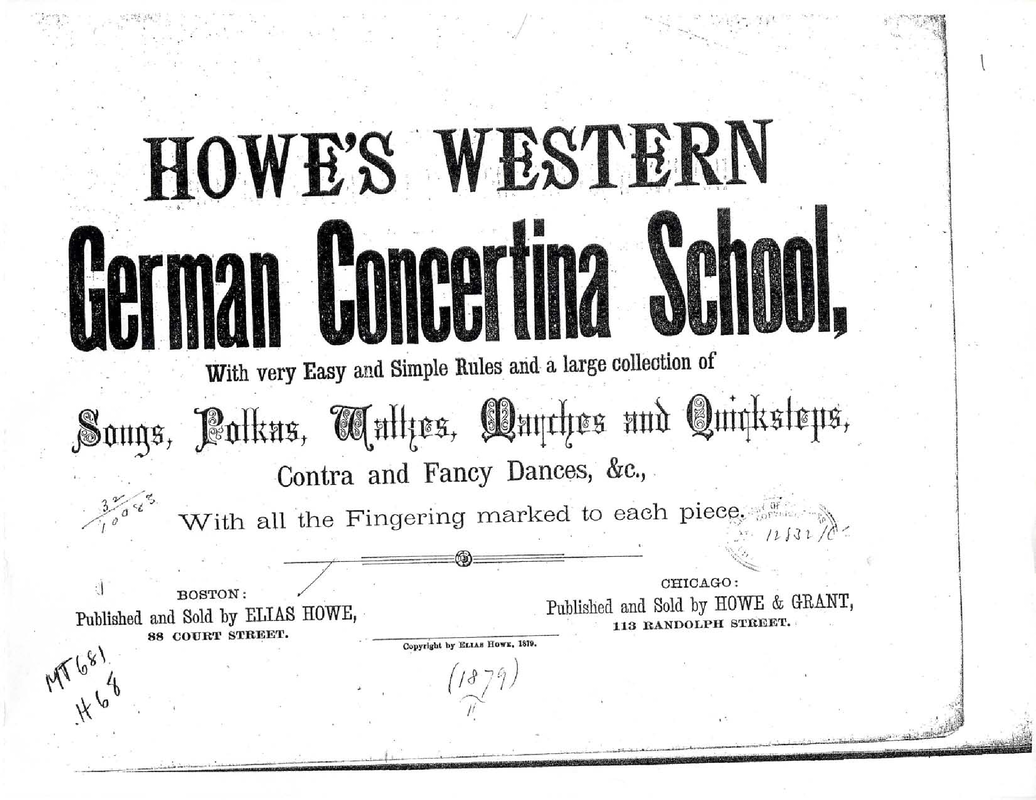 HOWE'S WESTERN
German Concertina School,
With very Easy and Simple Rules and a large collection of
Songs, Polkas, Waltzes, Marches and Quicksteps,
Contra and Fancy Dances, &c.,
With all the Fingering marked to each piece.
32
10083
BOSTON:
Published and Sold by ELIAS HOWE,
88 COURT STREET.
CHICAGO:
Published and Sold by HOWE & GRANT,
113 RANDOLPH STREET.
Copyright by ELIAS HOWE, 1879.
(1879)
MT681
.H68